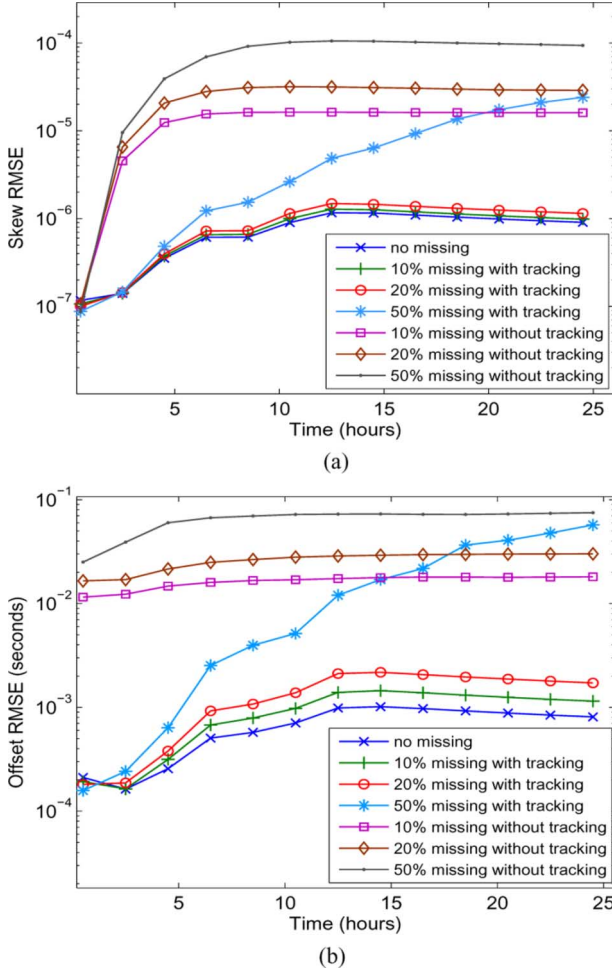 10^-4
10^-5
10^-6
10^-7
Skew RMSE
no missing
10% missing with tracking
20% missing with tracking
50% missing with tracking
10% missing without tracking
20% missing without tracking
50% missing without tracking
5 10 15 20 25
Time (hours)
(a)
10^-1
10^-2
10^-3
10^-4
Offset RMSE (seconds)
no missing
10% missing with tracking
20% missing with tracking
50% missing with tracking
10% missing without tracking
20% missing without tracking
50% missing without tracking
5 10 15 20 25
Time (hours)
(b)